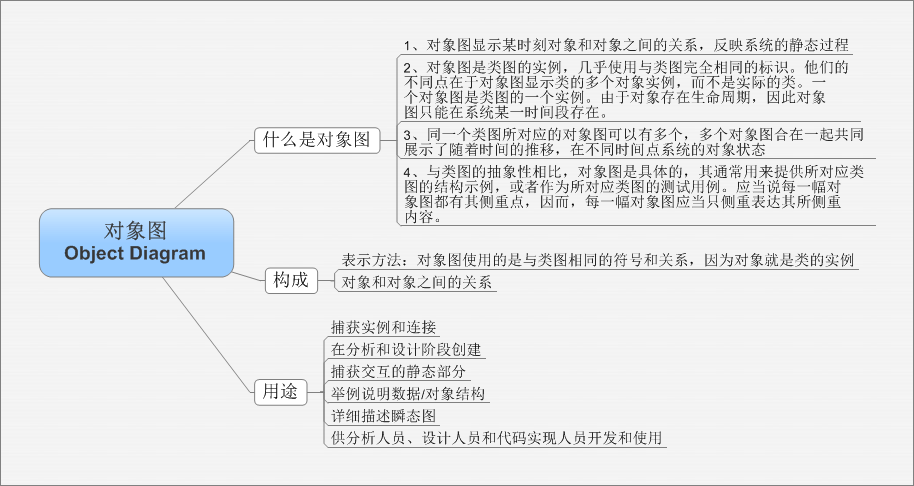 对象图
Object Diagram
什么是对象图
1、对象图显示某时刻对象和对象之间的关系，反映系统的静态过程
2、对象图是类图的实例，几乎使用与类图完全相同的标识。他们的
不同点在于对象图显示类的多个对象实例，而不是实际的类。一
个对象图是类图的一个实例。由于对象存在生命周期，因此对象
图只能在系统某一时间段存在。
3、同一个类图所对应的对象图可以有多个，多个对象图合在一起共同
展示了随着时间的推移，在不同时间点系统的对象状态
4、与类图的抽象性相比，对象图是具体的，其通常用来提供所对应类
图的结构示例，或者作为所对应类图的测试用例。应当说每一幅对
象图都有其侧重点，因而，每一幅对象图应当只侧重表达其所侧重
内容。
构成
表示方法：对象图使用的是与类图相同的符号和关系，因为对象就是类的实例
对象和对象之间的关系
用途
捕获实例和连接
在分析和设计阶段创建
捕获交互的静态部分
举例说明数据/对象结构
详细描述瞬态图
供分析人员、设计人员和代码实现人员开发和使用